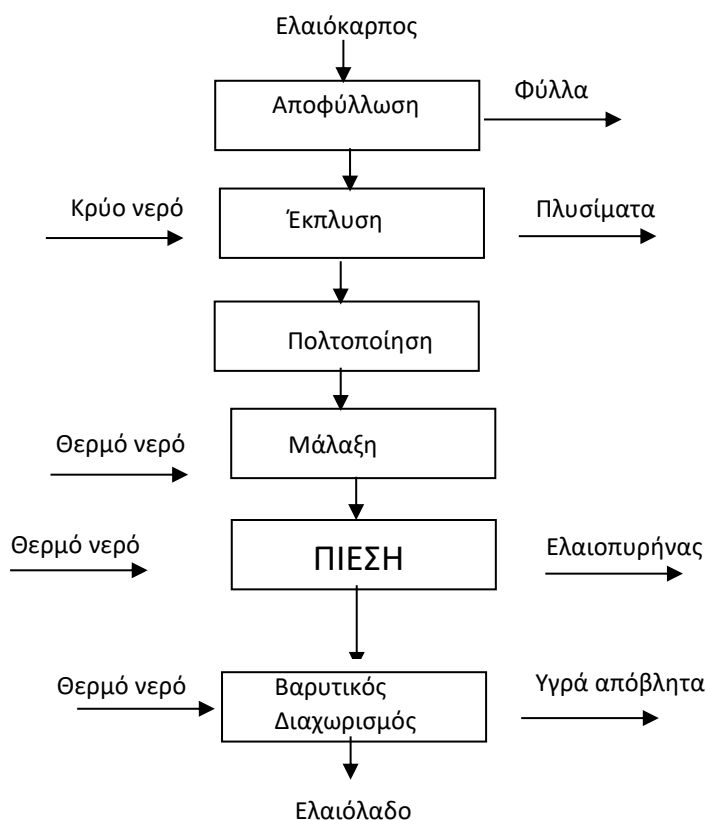 Ελαιόκαρπος
Αποφύλλωση
Φύλλα
Κρύο νερό
Έκπλυση
Πλυσίματα
Πολτοποίηση
Θερμό νερό
Μάλαξη
Θερμό νερό
ΠΙΕΣΗ
Ελαιοπυρήνας
Θερμό νερό
Βαρυτικός
Διαχωρισμός
Υγρά απόβλητα
Ελαιόλαδο